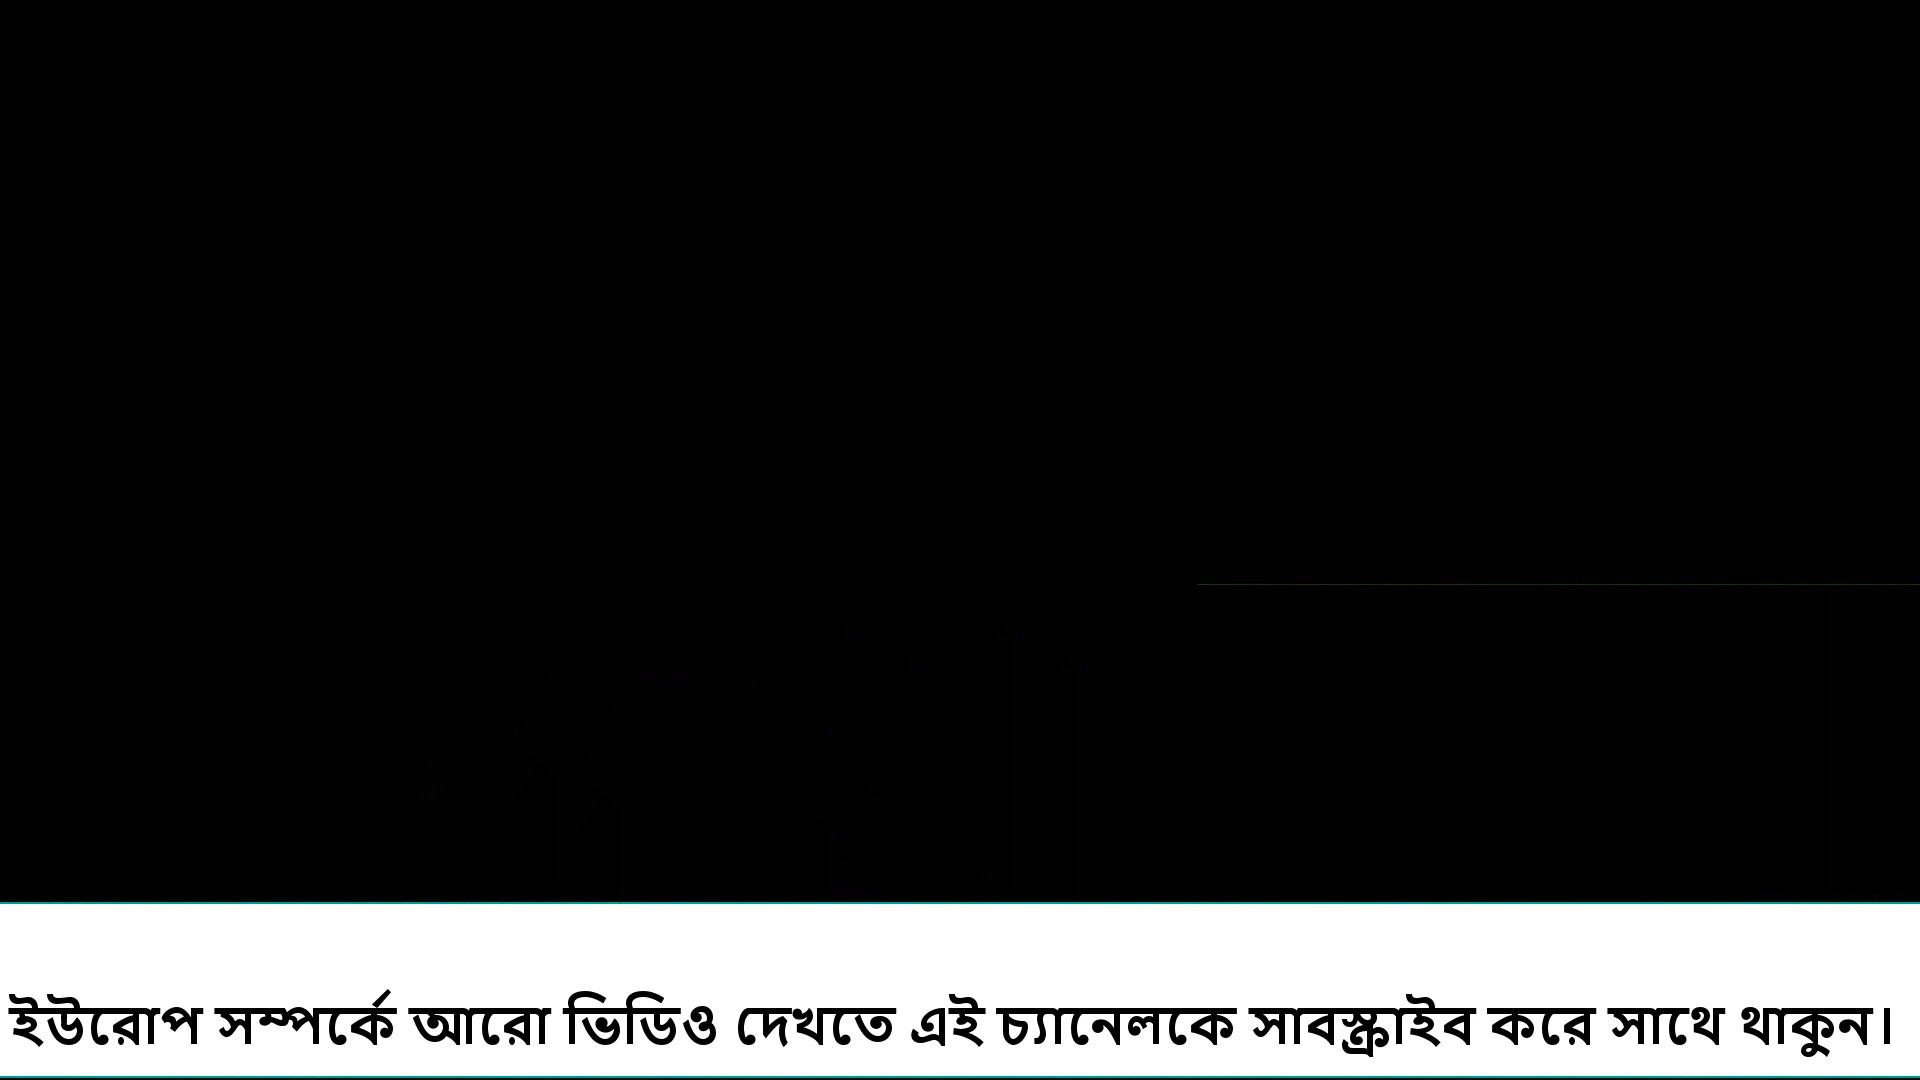 ইউরোপ সম্পর্কে আরো ভিডিও দেখতে এই চ্যানেলকে সাবস্ক্রাইব করে সাথে থাকুন।